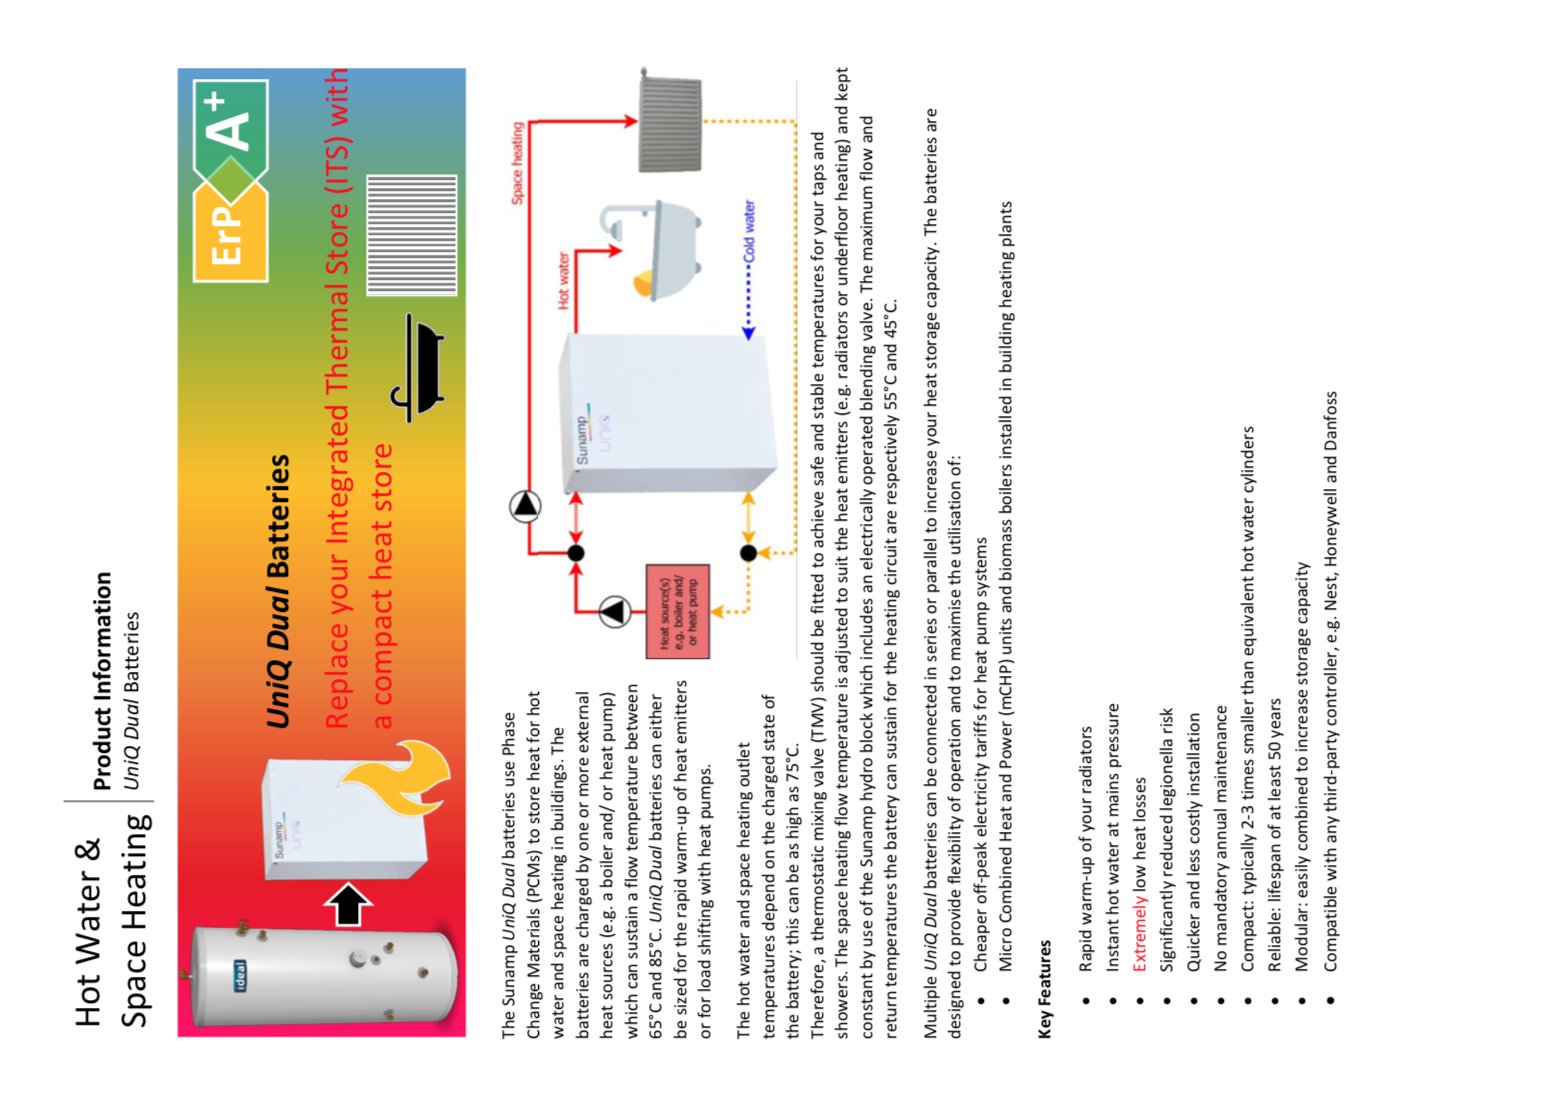 Hot Water &
Space Heating
Product Information
UniQ Dual Batteries
ideal
Sunamp
UniQ
UniQ Dual Batteries
Replace your Integrated Thermal Store (ITS) with
a compact heat store
ErP A+
The Sunamp UniQ Dual batteries use Phase
Change Materials (PCMs) to store heat for hot
water and space heating in buildings. The
batteries are charged by one or more external
heat sources (e.g. a boiler and/ or heat pump)
which can sustain a flow temperature between
65°C and 85°C. UniQ Dual batteries can either
be sized for the rapid warm-up of heat emitters
or for load shifting with heat pumps.
Heat source(s)
e.g. boiler and/
or heat pump
Sunamp
UniQ
Hot water
Space heating
Cold water
The hot water and space heating outlet
temperatures depend on the charged state of
the battery; this can be as high as 75°C.
Therefore, a thermostatic mixing valve (TMV) should be fitted to achieve safe and stable temperatures for your taps and
showers. The space heating flow temperature is adjusted to suit the heat emitters (e.g. radiators or underfloor heating) and kept
constant by use of the Sunamp hydro block which includes an electrically operated blending valve. The maximum flow and
return temperatures the battery can sustain for the heating circuit are respectively 55°C and 45°C.
Multiple UniQ Dual batteries can be connected in series or parallel to increase your heat storage capacity. The batteries are
designed to provide flexibility of operation and to maximise the utilisation of:
• Cheaper off-peak electricity tariffs for heat pump systems
• Micro Combined Heat and Power (mCHP) units and biomass boilers installed in building heating plants
Key Features
• Rapid warm-up of your radiators
• Instant hot water at mains pressure
• Extremely low heat losses
• Significantly reduced legionella risk
• Quicker and less costly installation
• No mandatory annual maintenance
• Compact: typically 2-3 times smaller than equivalent hot water cylinders
• Reliable: lifespan of at least 50 years
• Modular: easily combined to increase storage capacity
• Compatible with any third-party controller, e.g. Nest, Honeywell and Danfoss